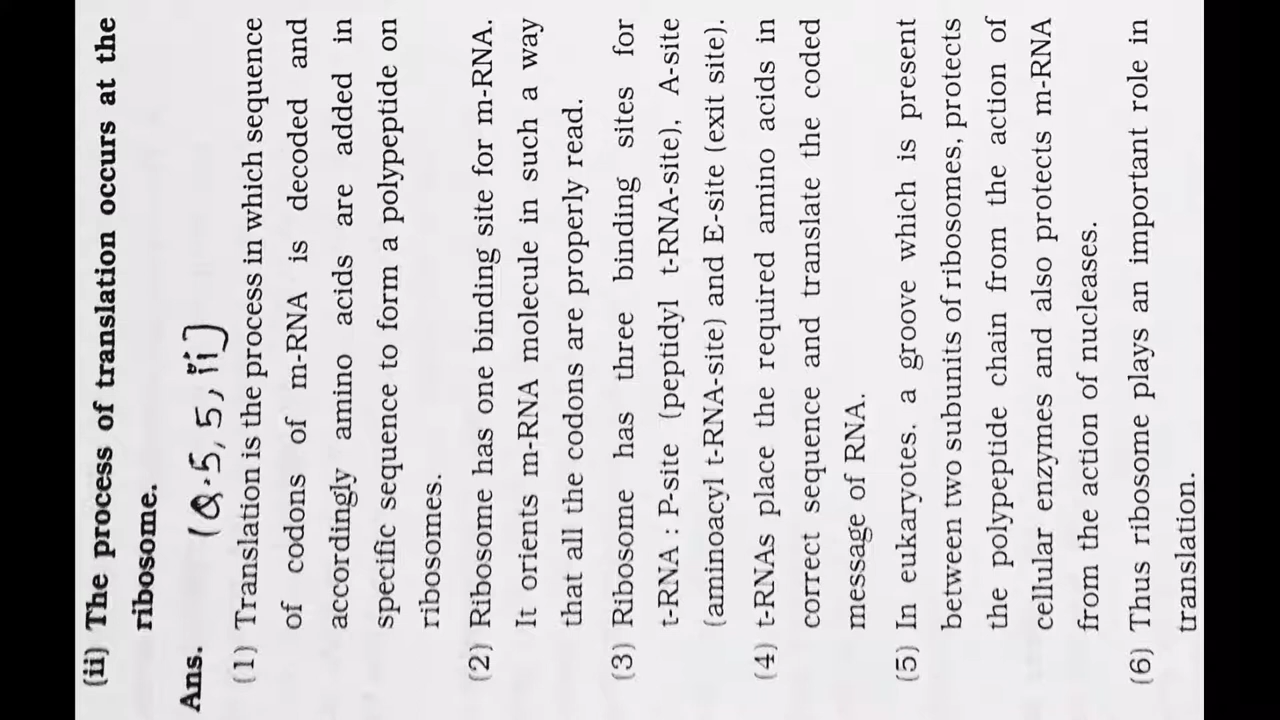 (ii) The process of translation occurs at the
ribosome.
Ans. (Q.5, 5, ii)
(1) Translation is the process in which sequence
of codons of m-RNA is decoded and
accordingly amino acids are added in
specific sequence to form a polypeptide on
ribosomes.
(2) Ribosome has one binding site for m-RNA.
It orients m-RNA molecule in such a way
that all the codons are properly read.
(3) Ribosome has three binding sites for
t-RNA : P-site (peptidyl t-RNA-site), A-site
(aminoacyl t-RNA-site) and E-site (exit site).
(4) t-RNAs place the required amino acids in
correct sequence and translate the coded
message of RNA.
(5) In eukaryotes. a groove which is present
between two subunits of ribosomes, protects
the polypeptide chain from the action of
cellular enzymes and also protects m-RNA
from the action of nucleases.
(6) Thus ribosome plays an important role in
translation.